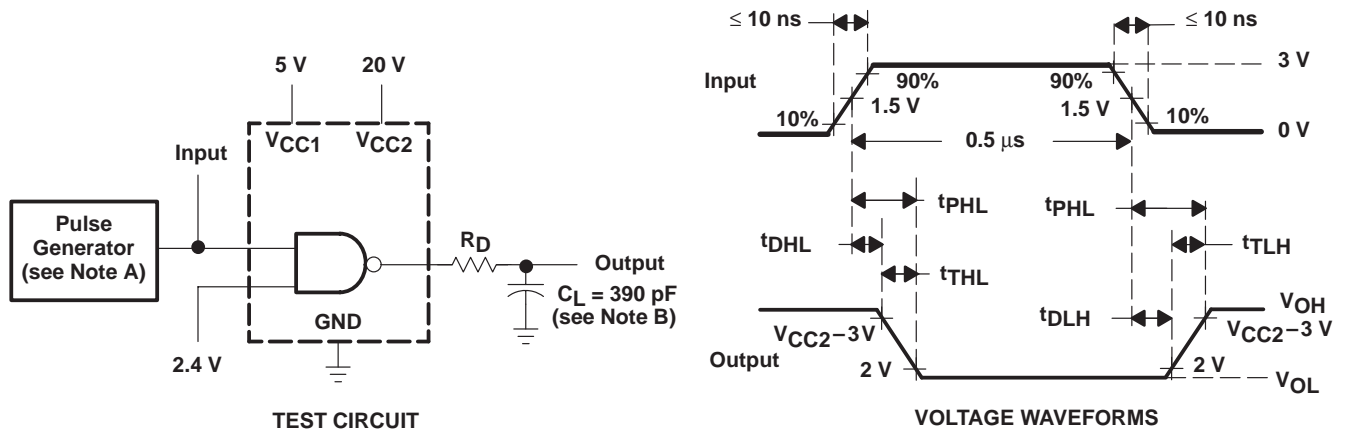 5 V
20 V
VCC1
VCC2
Input
Pulse
Generator
(see Note A)
RD
Output
CL = 390 pF
(see Note B)
GND
2.4 V
TEST CIRCUIT
≤ 10 ns
≤ 10 ns
3 V
Input
90%
90%
1.5 V
1.5 V
10%
10%
0 V
0.5 µs
tPHL
tPHL
tDHL
tTLH
tTHL
VOH
tDLH
VCC2−3 V
VCC2−3 V
Output
2 V
2 V
VOL
VOLTAGE WAVEFORMS